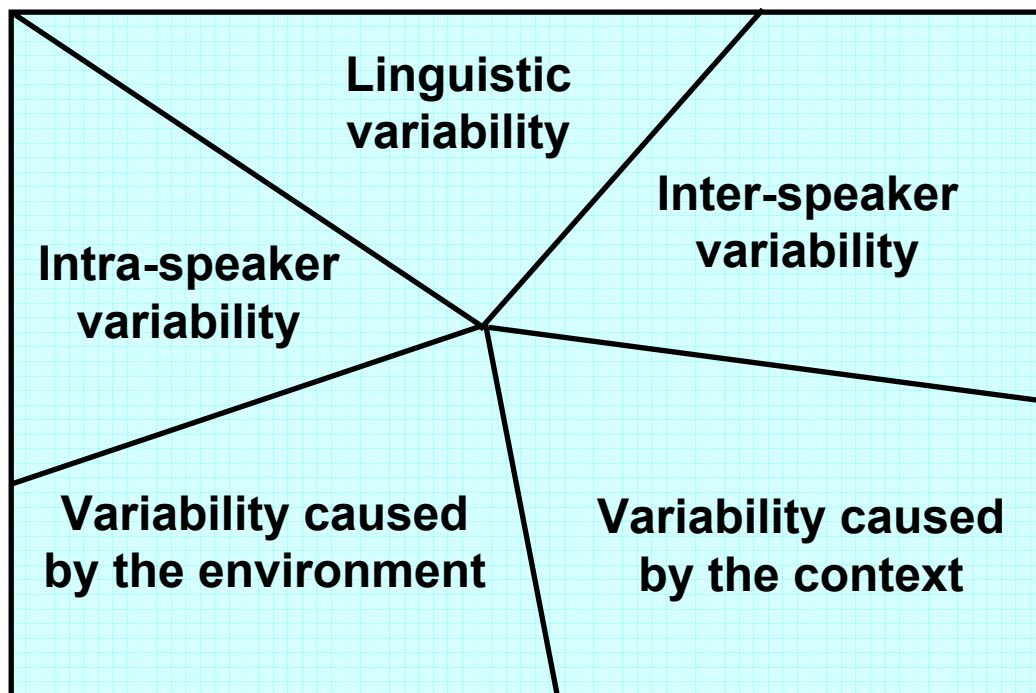 Linguistic
variability
Inter-speaker
variability
Intra-speaker
variability
Variability caused
by the environment
Variability caused
by the context